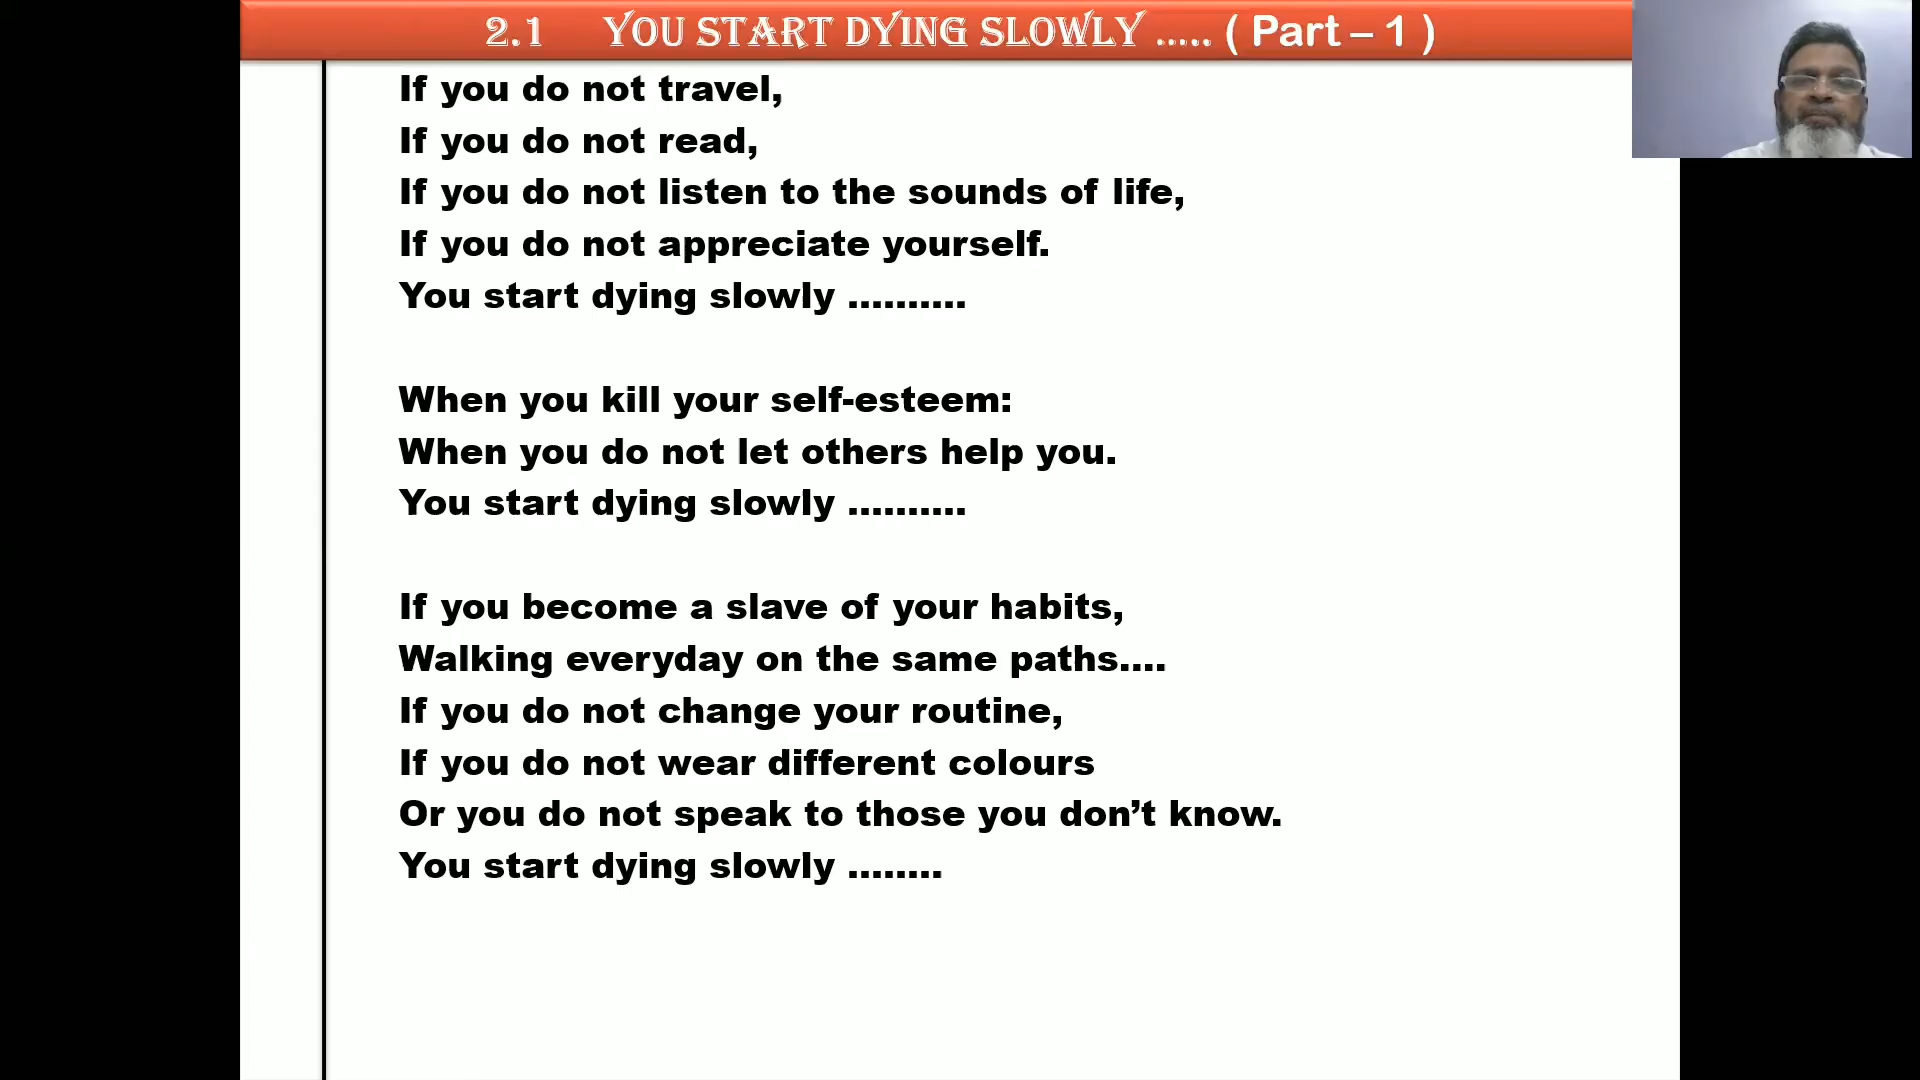 2.1 YOU START DYING SLOWLY ..... ( Part – 1 )
If you do not travel,
If you do not read,
If you do not listen to the sounds of life,
If you do not appreciate yourself.
You start dying slowly ..........
When you kill your self-esteem:
When you do not let others help you.
You start dying slowly ..........
If you become a slave of your habits,
Walking everyday on the same paths....
If you do not change your routine,
If you do not wear different colours
Or you do not speak to those you don’t know.
You start dying slowly ........